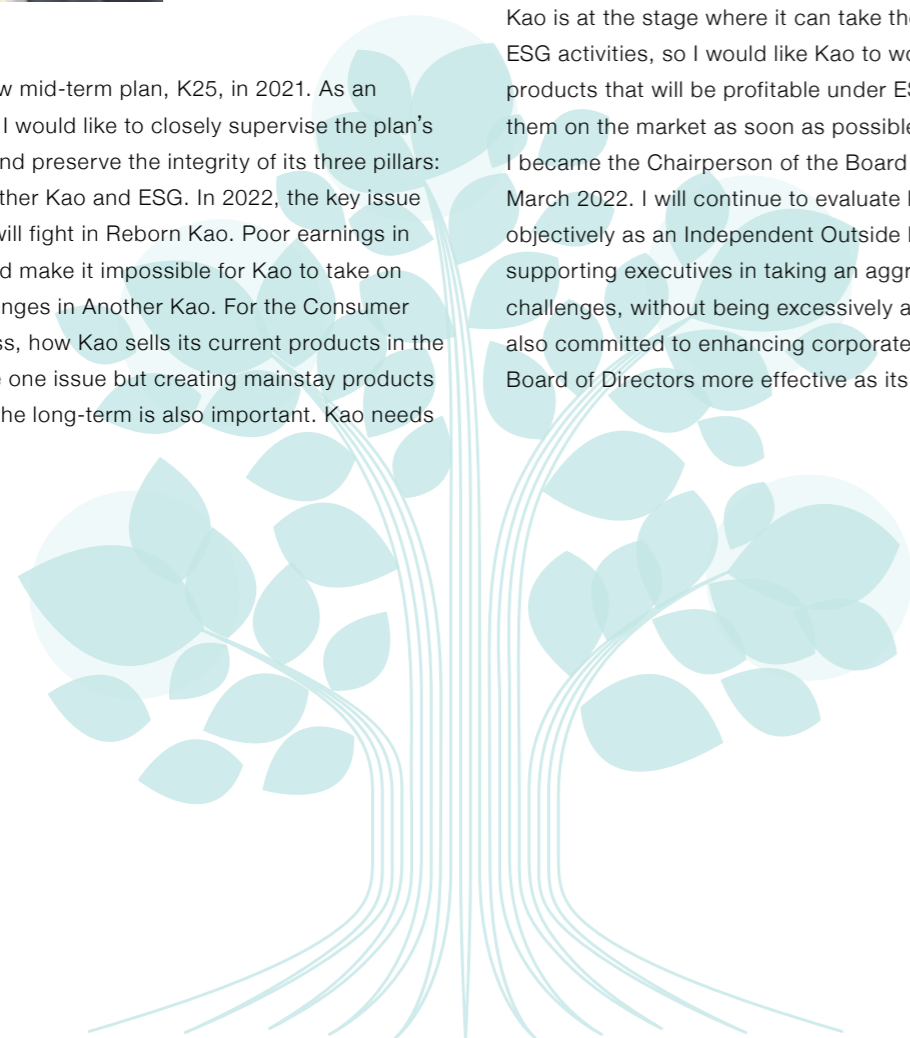 w mid-term plan, K25, in 2021. As an
I would like to closely supervise the plan's
nd preserve the integrity of its three pillars:
ther Kao and ESG. In 2022, the key issue
will fight in Reborn Kao. Poor earnings in
d make it impossible for Kao to take on
nges in Another Kao. For the Consumer
ss, how Kao sells its current products in the
e one issue but creating mainstay products
he long-term is also important. Kao needs
Kao is at the stage where it can take the
ESG activities, so I would like Kao to wo
products that will be profitable under ES
them on the market as soon as possible
I became the Chairperson of the Board
March 2022. I will continue to evaluate
objectively as an Independent Outside
supporting executives in taking an aggr
challenges, without being excessively a
also committed to enhancing corporate
Board of Directors more effective as its